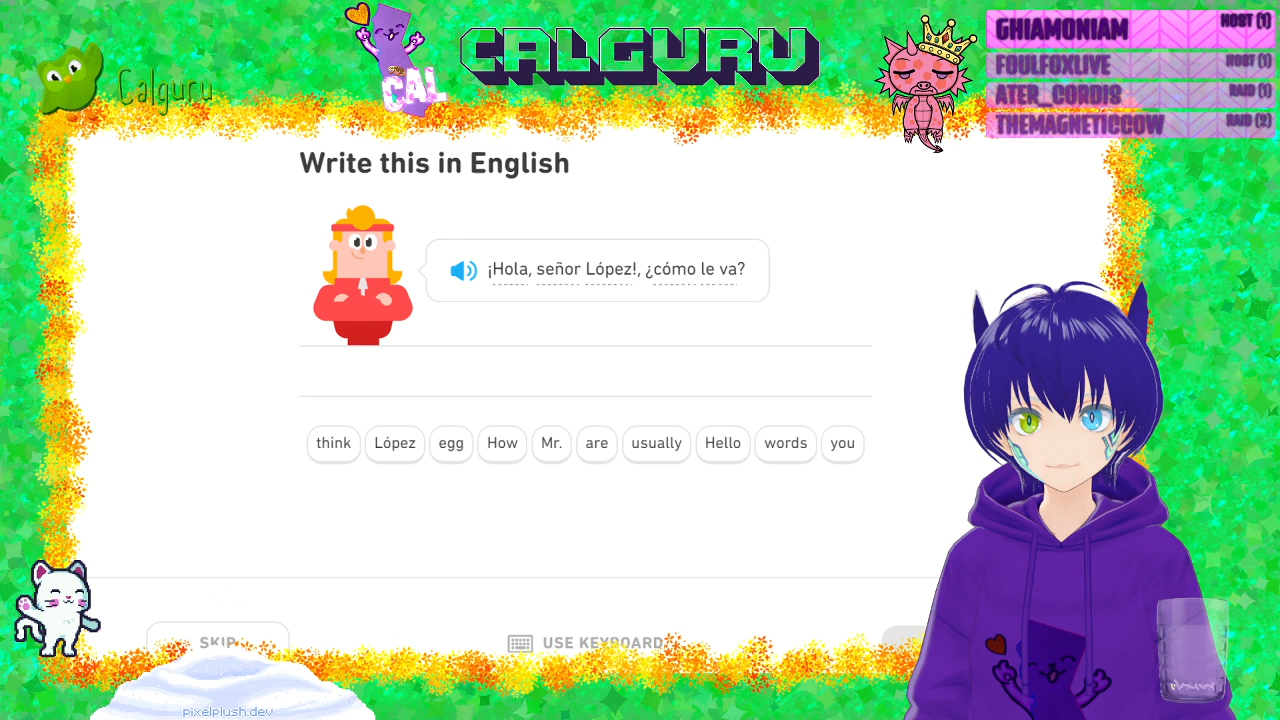 GHIAMONIAM HOST (1)
FOULFOXLIVE HOST (1)
ATER_CORDIS RAID (1)
THEMAGNETICCOW RAID (2)
CALGURU
CAL
Calguru
Write this in English
¡Hola, señor López!, ¿cómo le va?
think López egg How Mr. are usually Hello words you
SKIP USE KEYBOARD
pixelplush.dev